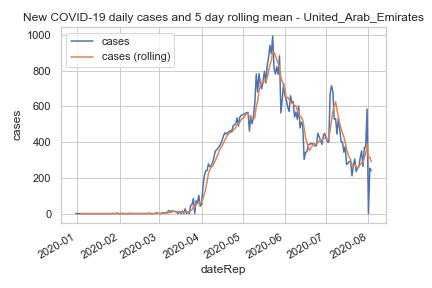 New COVID-19 daily cases and 5 day rolling mean - United_Arab_Emirates
cases
cases (rolling)
1000
800
600
400
200
0
cases
2020-01
2020-02
2020-03
2020-04
2020-05
2020-06
2020-07
2020-08
dateRep